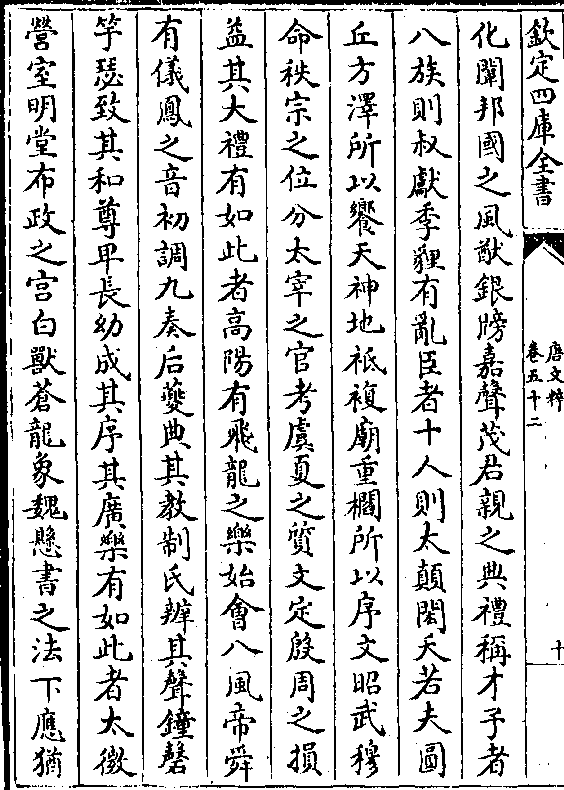 欽定四庫全書
唐文粹
卷五十二
十
化闡邦國之風猷銀牓嘉聲茂君親之典禮稱才子者
八族則叔獻季貍有亂臣者十人則太顛閎夭若夫圓
丘方澤所以饗天神地祗複廟重櫩所以序文昭武穆
命秩宗之位分太宰之官考虞夏之質文定殷周之損
益其大禮有如此者高陽有飛龍之樂始會八風帝舜
有儀鳳之音初調九奏后夔典其教制氏辨其聲鐘磬
竽瑟致其和尊卑長幼成其序其廣樂有如此者太微
營室明堂布政之宫白獸蒼龍象魏懸書之法下應猶